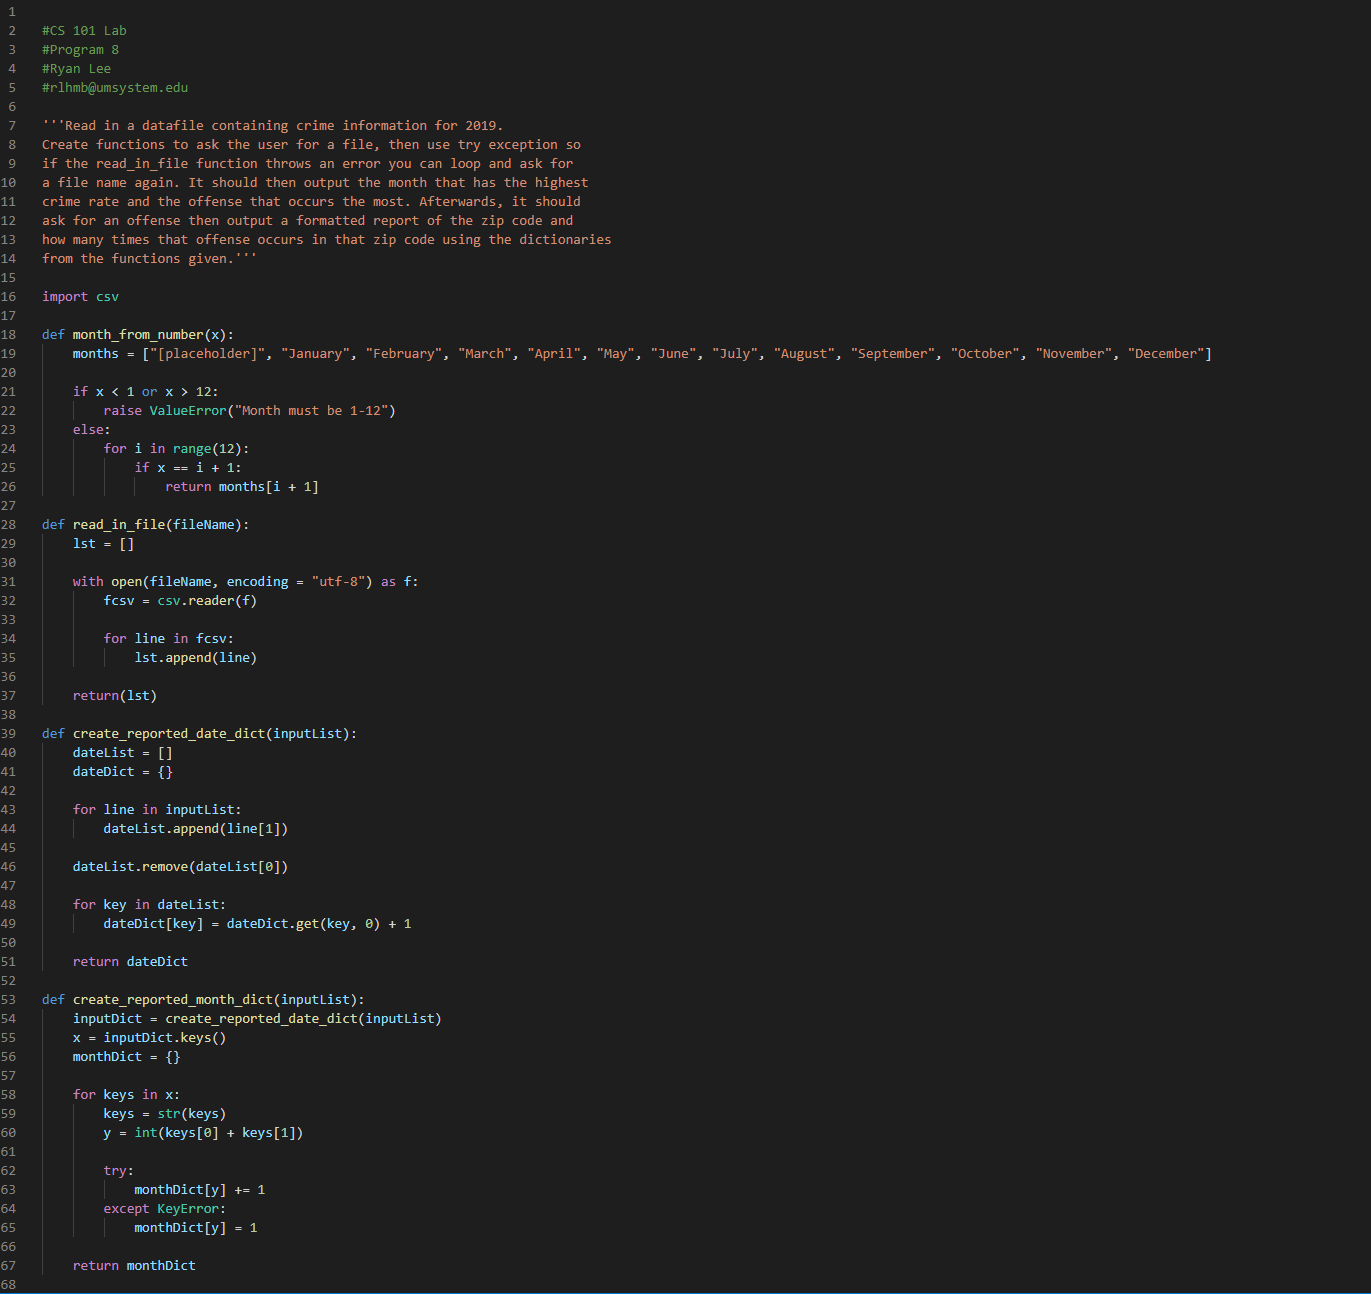 1
2 #CS 101 Lab
3 #Program 8
4 #Ryan Lee
5 #rlhmb@umsystem.edu
6
7 '''Read in a datafile containing crime information for 2019.
8 Create functions to ask the user for a file, then use try exception so
9 if the read_in_file function throws an error you can loop and ask for
10 a file name again. It should then output the month that has the highest
11 crime rate and the offense that occurs the most. Afterwards, it should
12 ask for an offense then output a formatted report of the zip code and
13 how many times that offense occurs in that zip code using the dictionaries
14 from the functions given.'''
15
16 import csv
17
18 def month_from_number(x):
19     months = ["[placeholder]", "January", "February", "March", "April", "May", "June", "July", "August", "September", "October", "November", "December"]
20
21     if x < 1 or x > 12:
22         raise ValueError("Month must be 1-12")
23     else:
24         for i in range(12):
25             if x == i + 1:
26                 return months[i + 1]
27
28 def read_in_file(fileName):
29     lst = []
30
31     with open(fileName, encoding = "utf-8") as f:
32         fcsv = csv.reader(f)
33
34         for line in fcsv:
35             lst.append(line)
36
37     return(lst)
38
39 def create_reported_date_dict(inputList):
40     dateList = []
41     dateDict = {}
42
43     for line in inputList:
44         dateList.append(line[1])
45
46     dateList.remove(dateList[0])
47
48     for key in dateList:
49         dateDict[key] = dateDict.get(key, 0) + 1
50
51     return dateDict
52
53 def create_reported_month_dict(inputList):
54     inputDict = create_reported_date_dict(inputList)
55     x = inputDict.keys()
56     monthDict = {}
57
58     for keys in x:
59         keys = str(keys)
60         y = int(keys[0] + keys[1])
61
62         try:
63             monthDict[y] += 1
64         except KeyError:
65             monthDict[y] = 1
66
67     return monthDict
68